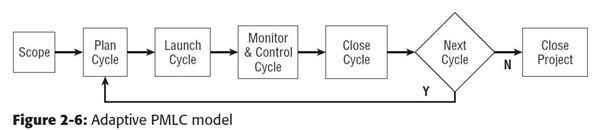 Scope
Plan
Cycle
Launch
Cycle
Monitor
& Control
Cycle
Close
Cycle
Next
Cycle
N
Close
Project
Y
Figure 2-6: Adaptive PMLC model